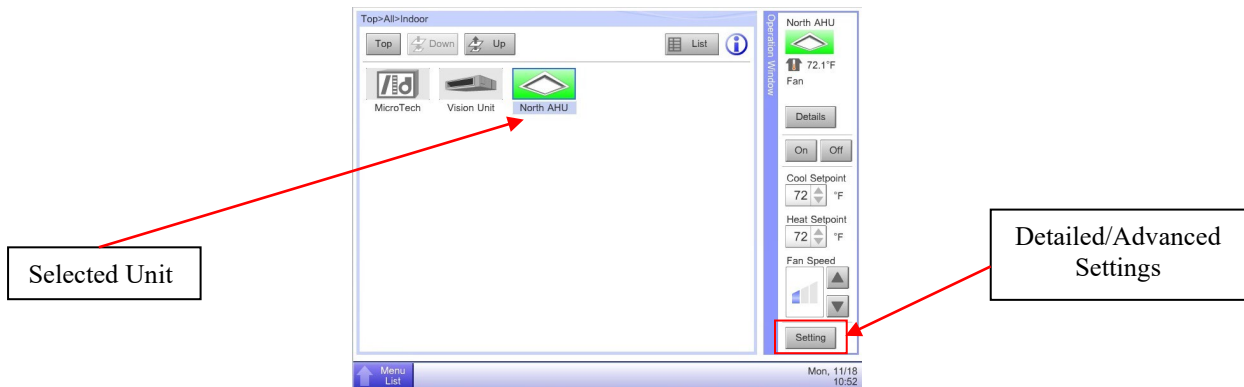 Top>All>Indoor
Top
Down
Up
List
MicroTech
Vision Unit
North AHU
Operation Window
North AHU
72.1°F
Fan
Details
On
Off
Cool Setpoint
72 °F
Heat Setpoint
72 °F
Fan Speed
Setting
Menu
List
Mon, 11/18
10:52
Selected Unit
Detailed/Advanced
Settings